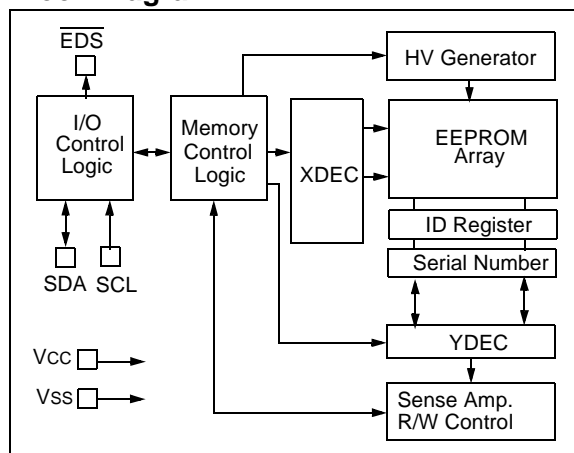 EDS
HV Generator
I/O
Control
Logic
Memory
Control
Logic
XDEC
EEPROM
Array
ID Register
Serial Number
SDA SCL
YDEC
VCC
VSS
Sense Amp.
R/W Control